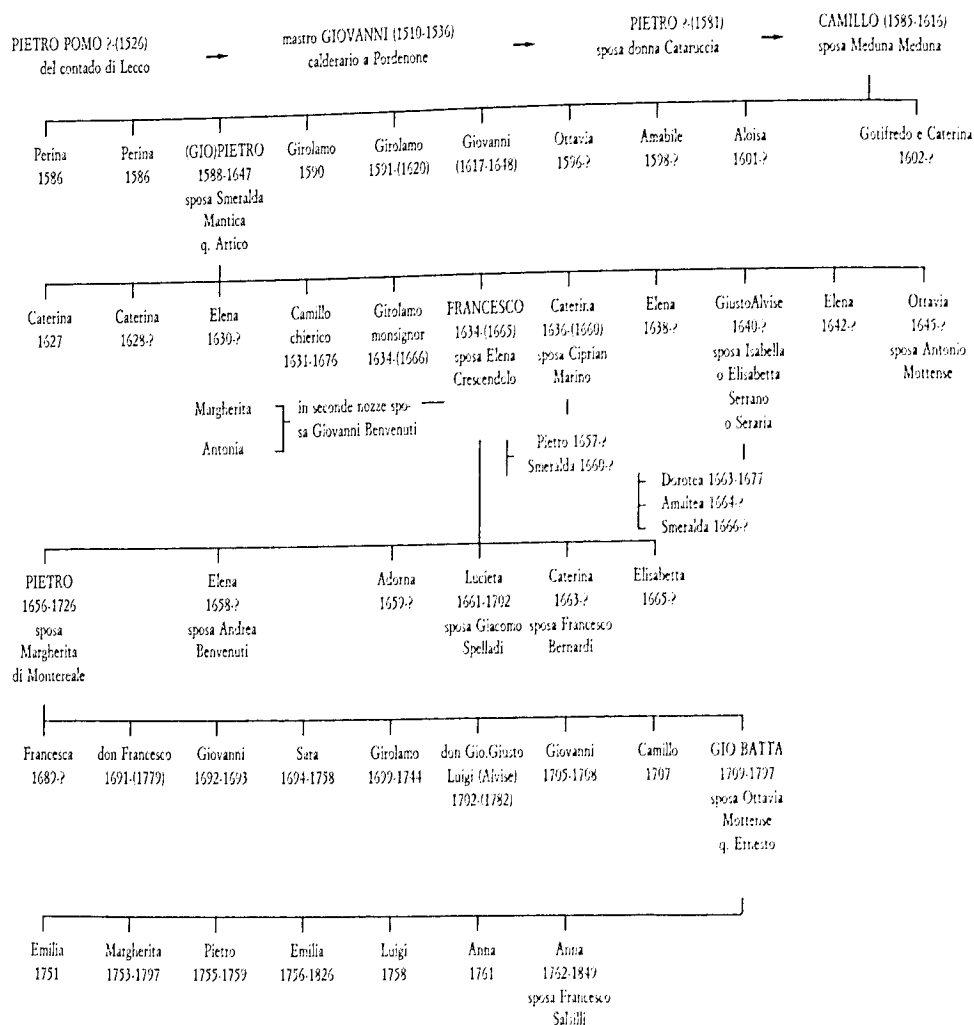 PIETRO POMO ?-(1526)
del contado di Lecco
mastro GIOVANNI (1510-1536)
calderario a Pordenone
PIETRO ?-(1581)
sposa donna Cataruccia
CAMILLO (1585-1616)
sposa Meduna Meduna
Perina
1586
Perina
1586
(GIO)PIETRO
1588-1647
sposa Smeralda
Mantica
q. Artico
Girolamo
1590
Girolamo
1591-(1620)
Giovanni
(1617-1648)
Ottavia
1596-?
Amabile
1598-?
Aloisa
1601-?
Gotifredo e Caterina
1602-?
Caterina
1627
Caterina
1628-?
Elena
1630-?
Camillo
chierico
1631-1676
Girolamo
monsignor
1634-(1666)
FRANCESCO
1634-(1665)
sposa Elena
Crescendolo
Caterina
1636-(1660)
sposa Ciprian
Marino
Elena
1638-?
GiustoAlvise
1640-?
sposa Isabella
o Elisabetta
Serrano
o Seraria
Elena
1642-?
Ottavia
1645-?
sposa Antonio
Mottense
Margherita
Antonia
in seconde nozze spo-
sa Giovanni Benvenuti
Pietro 1657-?
Smeralda 1660-?
Dorotea 1663-1677
Amaltea 1664-?
Smeralda 1666-?
PIETRO
1656-1726
sposa
Margherita
di Montereale
Elena
1658-?
sposa Andrea
Benvenuti
Adorna
1659-?
Lucieta
1661-1702
sposa Giacomo
Spelladi
Caterina
1663-?
sposa Francesco
Bernardi
Elisabetta
1665-?
Francesca
1689-?
don Francesco
1691-(1779)
Giovanni
1692-1693
Sara
1694-1758
Girolamo
1699-1744
don Gio.Giusto
Luigi (Alvise)
1702-(1782)
Giovanni
1705-1708
Camillo
1707
GIO BATTA
1709-1797
sposa Ottavia
Mottense
q. Ernesto
Emilia
1751
Margherita
1753-1797
Pietro
1755-1759
Emilia
1756-1826
Luigi
1758
Anna
1761
Anna
1762-1849
sposa Francesco